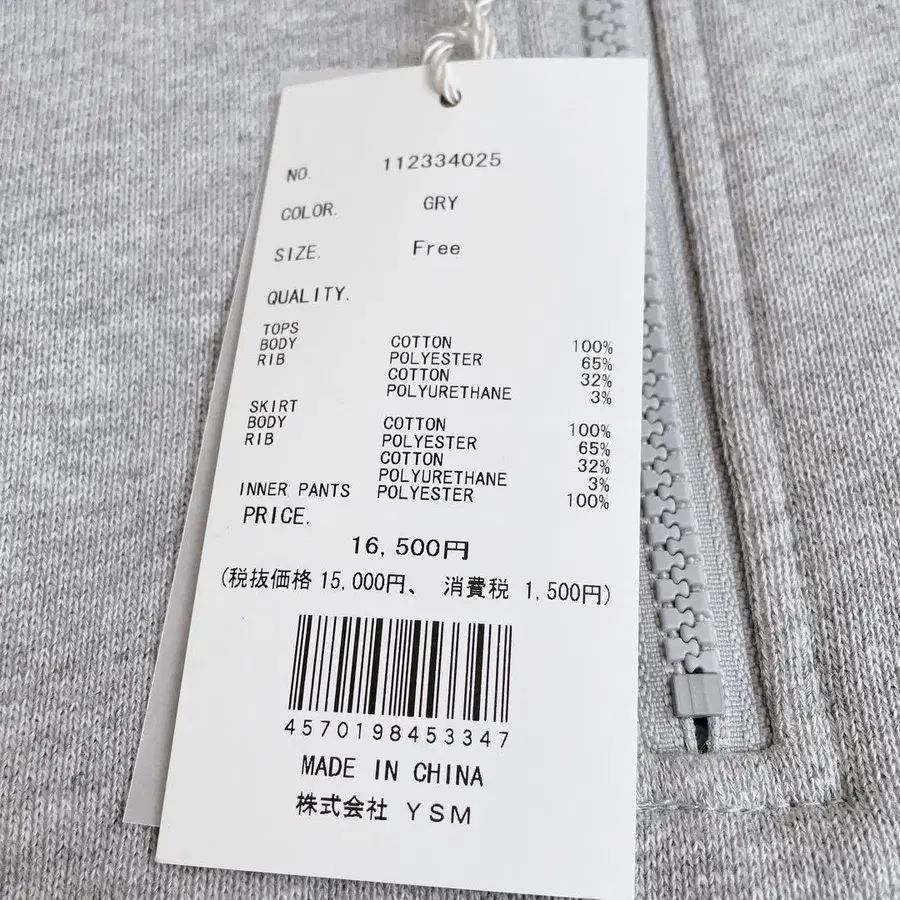 NO. 112334025
COLOR. GRY
SIZE. Free
QUALITY.
TOPS
BODY COTTON 100%
RIB POLYESTER 65%
COTTON 32%
POLYURETHANE 3%
SKIRT
BODY COTTON 100%
RIB POLYESTER 65%
COTTON 32%
POLYURETHANE 3%
INNER PANTS POLYESTER 100%
PRICE.
16,500円
(税抜価格 15,000円、 消費税 1,500円)
4570198453347
MADE IN CHINA
株式会社 YSM